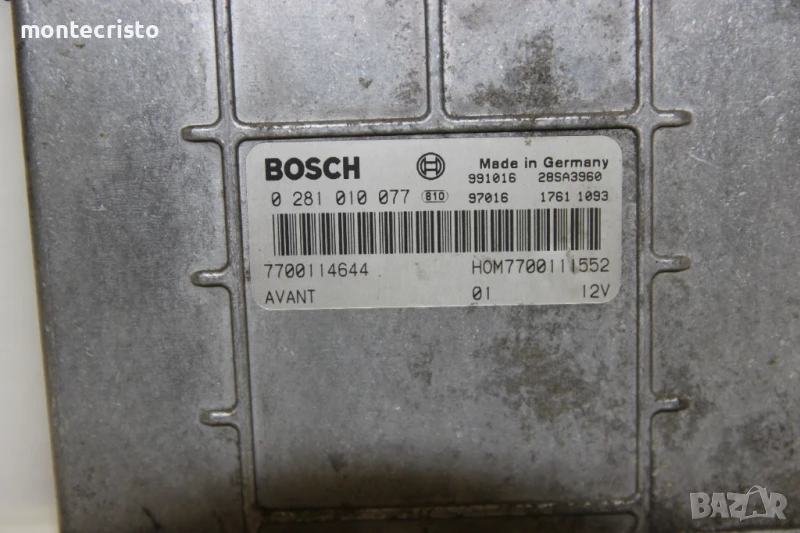 montecristo
BOSCH Made in Germany
991016 28SA3960
0 281 010 077 810 97016 1761 1093
7700114644 HOM7700111552
AVANT 01 12V
BAZAR